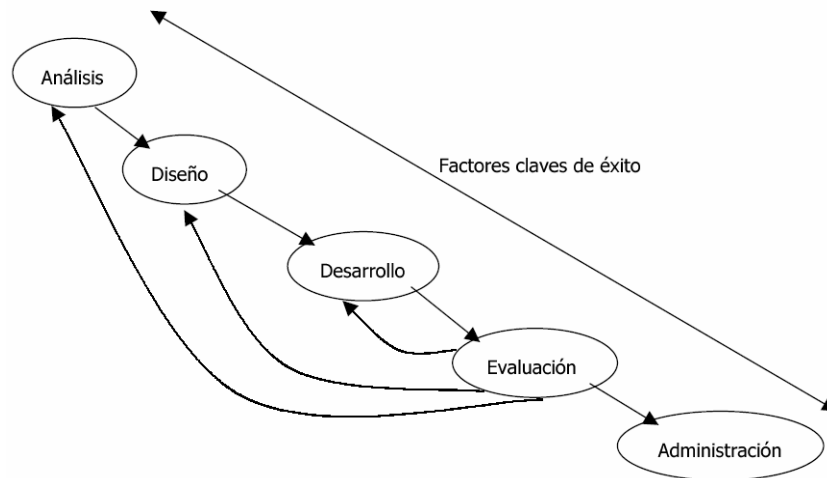 Análisis
Diseño
Factores claves de éxito
Desarrollo
Evaluación
Administración